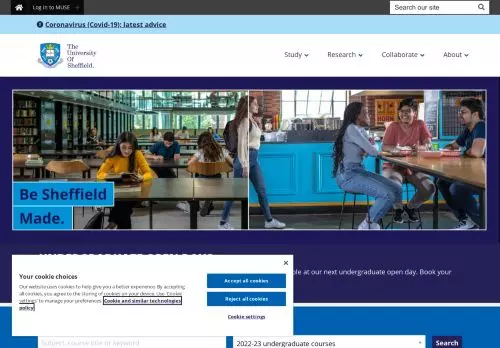 Log in to MUSE
Search our site
Coronavirus (Covid-19): latest advice
The
University
Of
Sheffield.
Study
Research
Collaborate
About
Be Sheffield
Made.
ple at our next undergraduate open day. Book your
Your cookie choices
Our website uses cookies to help give you a better experience. By accepting
all cookies, you agree to the storing of cookies on your device. Use 'Cookie
settings' to manage your preferences. Cookie and similar technologies
policy
Accept all cookies
Reject all cookies
Cookie settings
Subject, course title or keyword
2022-23 undergraduate courses
Search